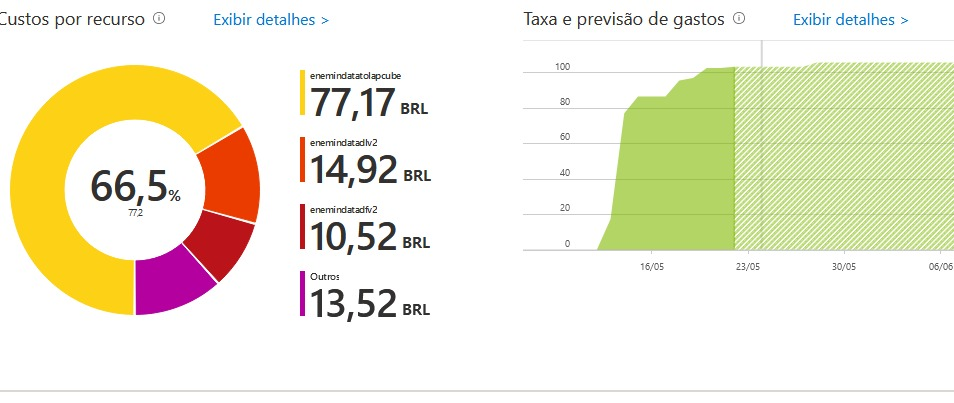 Custos por recurso
Exibir detalhes >
66,5%
77,2
enemindatatolapcube
77,17 BRL
enemindatadlv2
14,92 BRL
enemindatadfv2
10,52 BRL
Outros
13,52 BRL
Taxa e previsão de gastos
Exibir detalhes >
100
80
60
40
20
0
16/05
23/05
30/05
06/06